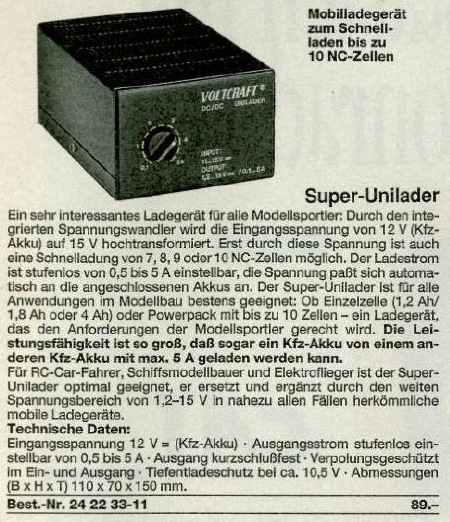 Mobilladegerät
zum Schnell-
laden bis zu
10 NC-Zellen
VOLTCRAFT®
DC/DC UNILADER
INPUT:
11...15V
OUTPUT:
1,2...15V / 0,1...5A
Super-Unilader
Ein sehr interessantes Ladegerät für alle Modellsportler: Durch den inte-
grierten Spannungswandler wird die Eingangsspannung von 12 V (Kfz-
Akku) auf 15 V hochtransformiert. Erst durch diese Spannung ist auch
eine Schnelladung von 7, 8, 9 oder 10 NC-Zellen möglich. Der Ladestrom
ist stufenlos von 0,5 bis 5 A einstellbar, die Spannung paßt sich automa-
tisch an die angeschlossenen Akkus an. Der Super-Unilader ist für alle
Anwendungen im Modellbau bestens geeignet: Ob Einzelzelle (1,2 Ah/
1,8 Ah oder 4 Ah) oder Powerpack mit bis zu 10 Zellen – ein Ladegerät,
das den Anforderungen der Modellsportler gerecht wird. Die Lei-
stungsfähigkeit ist so groß, daß sogar ein Kfz-Akku von einem an-
deren Kfz-Akku mit max. 5 A geladen werden kann.
Für RC-Car-Fahrer, Schiffsmodellbauer und Elektroflieger ist der Super-
Unilader optimal geeignet, er ersetzt und ergänzt durch den weiten
Spannungsbereich von 1,2–15 V in nahezu allen Fällen herkömmliche
mobile Ladegeräte.
Technische Daten:
Eingangsspannung 12 V = (Kfz-Akku) · Ausgangsstrom stufenlos ein-
stellbar von 0,5 bis 5 A · Ausgang kurzschlußfest · Verpolungsgeschützt
im Ein- und Ausgang · Tiefentladeschutz bei ca. 10,5 V · Abmessungen
(B x H x T) 110 x 70 x 150 mm.
Best.-Nr. 24 22 33-11 89.–